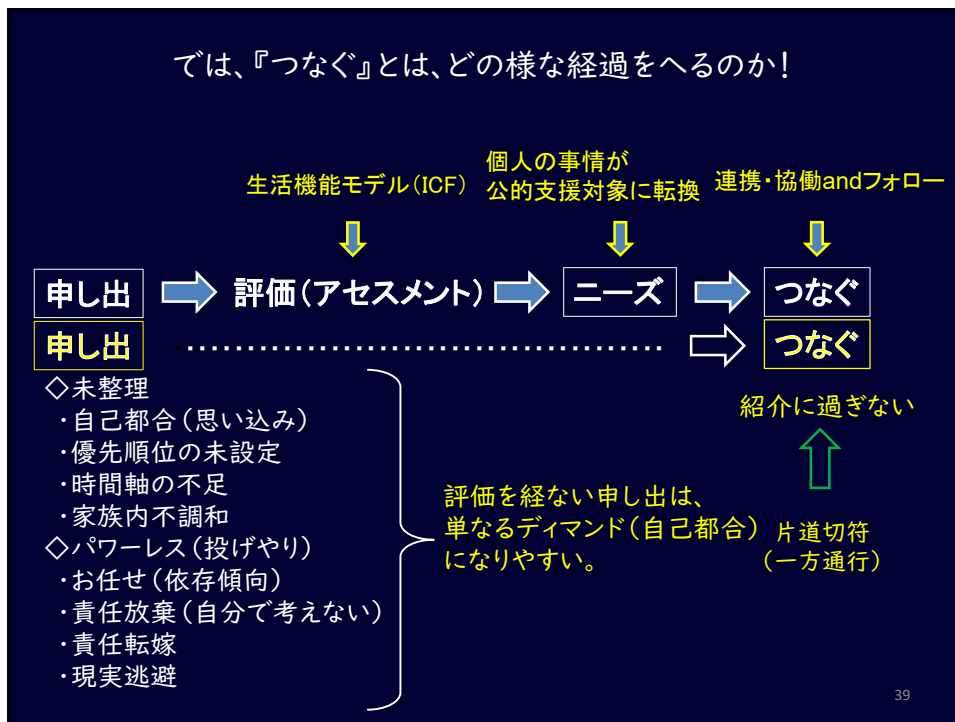 では、『つなぐ』とは、どの様な経過をへるのか！
生活機能モデル（ICF）
個人の事情が
公的支援対象に転換
連携・協働andフォロー
申し出
評価（アセスメント）
ニーズ
つなぐ
申し出
つなぐ
◇未整理
・自己都合（思い込み）
・優先順位の未設定
・時間軸の不足
・家族内不調和
◇パワーレス（投げやり）
・お任せ（依存傾向）
・責任放棄（自分で考えない）
・責任転嫁
・現実逃避
評価を経ない申し出は、
単なるディマンド（自己都合）
になりやすい。
紹介に過ぎない
片道切符
（一方通行）
39